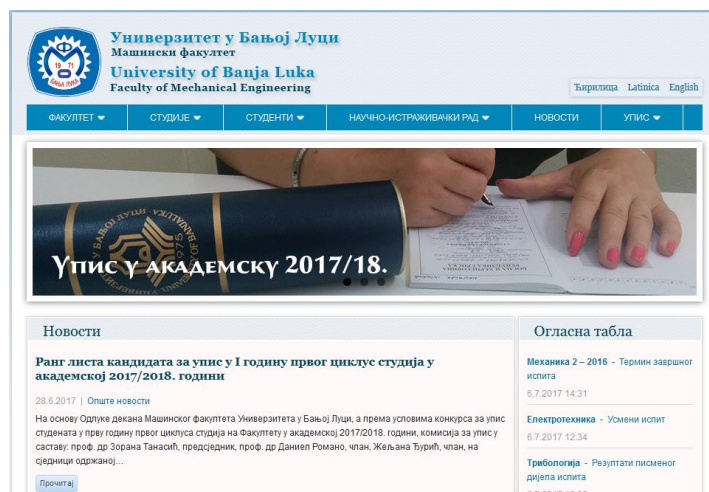 Универзитет у Бањој Луци
Машински факултет
University of Banja Luka
Faculty of Mechanical Engineering
19 71
БАЊА ЛУКА
Ћирилица Latinica English
ФАКУЛТЕТ СТУДИЈЕ СТУДЕНТИ НАУЧНО-ИСТРАЖИВАЧКИ РАД НОВОСТИ УПИС
Упис у академску 2017/18.
Новости
Ранг листа кандидата за упис у I годину првог циклус студија у
академској 2017/2018. години
28.6.2017 | Опште новости
На основу Одлуке декана Машинског факултета Универзитета у Бањој Луци, а према условима конкурса за упис
студената у прву годину првог циклуса студија на Факултету у академској 2017/2018. години, комисија за упис у
саставу: проф. др Зорана Танасић, предсједник, проф. др Даниел Романо, члан, Жељана Ђурић, члан, на
сједници одржаној...
Прочитај
Огласна табла
Механика 2 – 2016 - Термин завршног
испита
6.7.2017 14:31
Електротехника - Усмени испит
6.7.2017 12:34
Трибологија - Резултати писменог
дијела испита